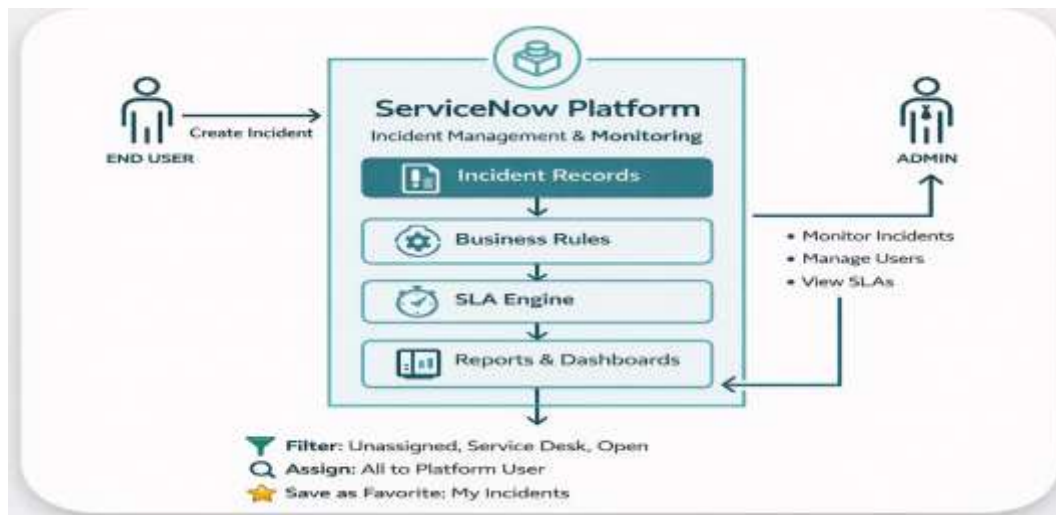 ServiceNow Platform
Incident Management & Monitoring
Create Incident
END USER
ADMIN
Incident Records
Business Rules
SLA Engine
Reports & Dashboards
• Monitor Incidents
• Manage Users
• View SLAs
Filter: Unassigned, Service Desk, Open
Assign: All to Platform User
Save as Favorite: My Incidents